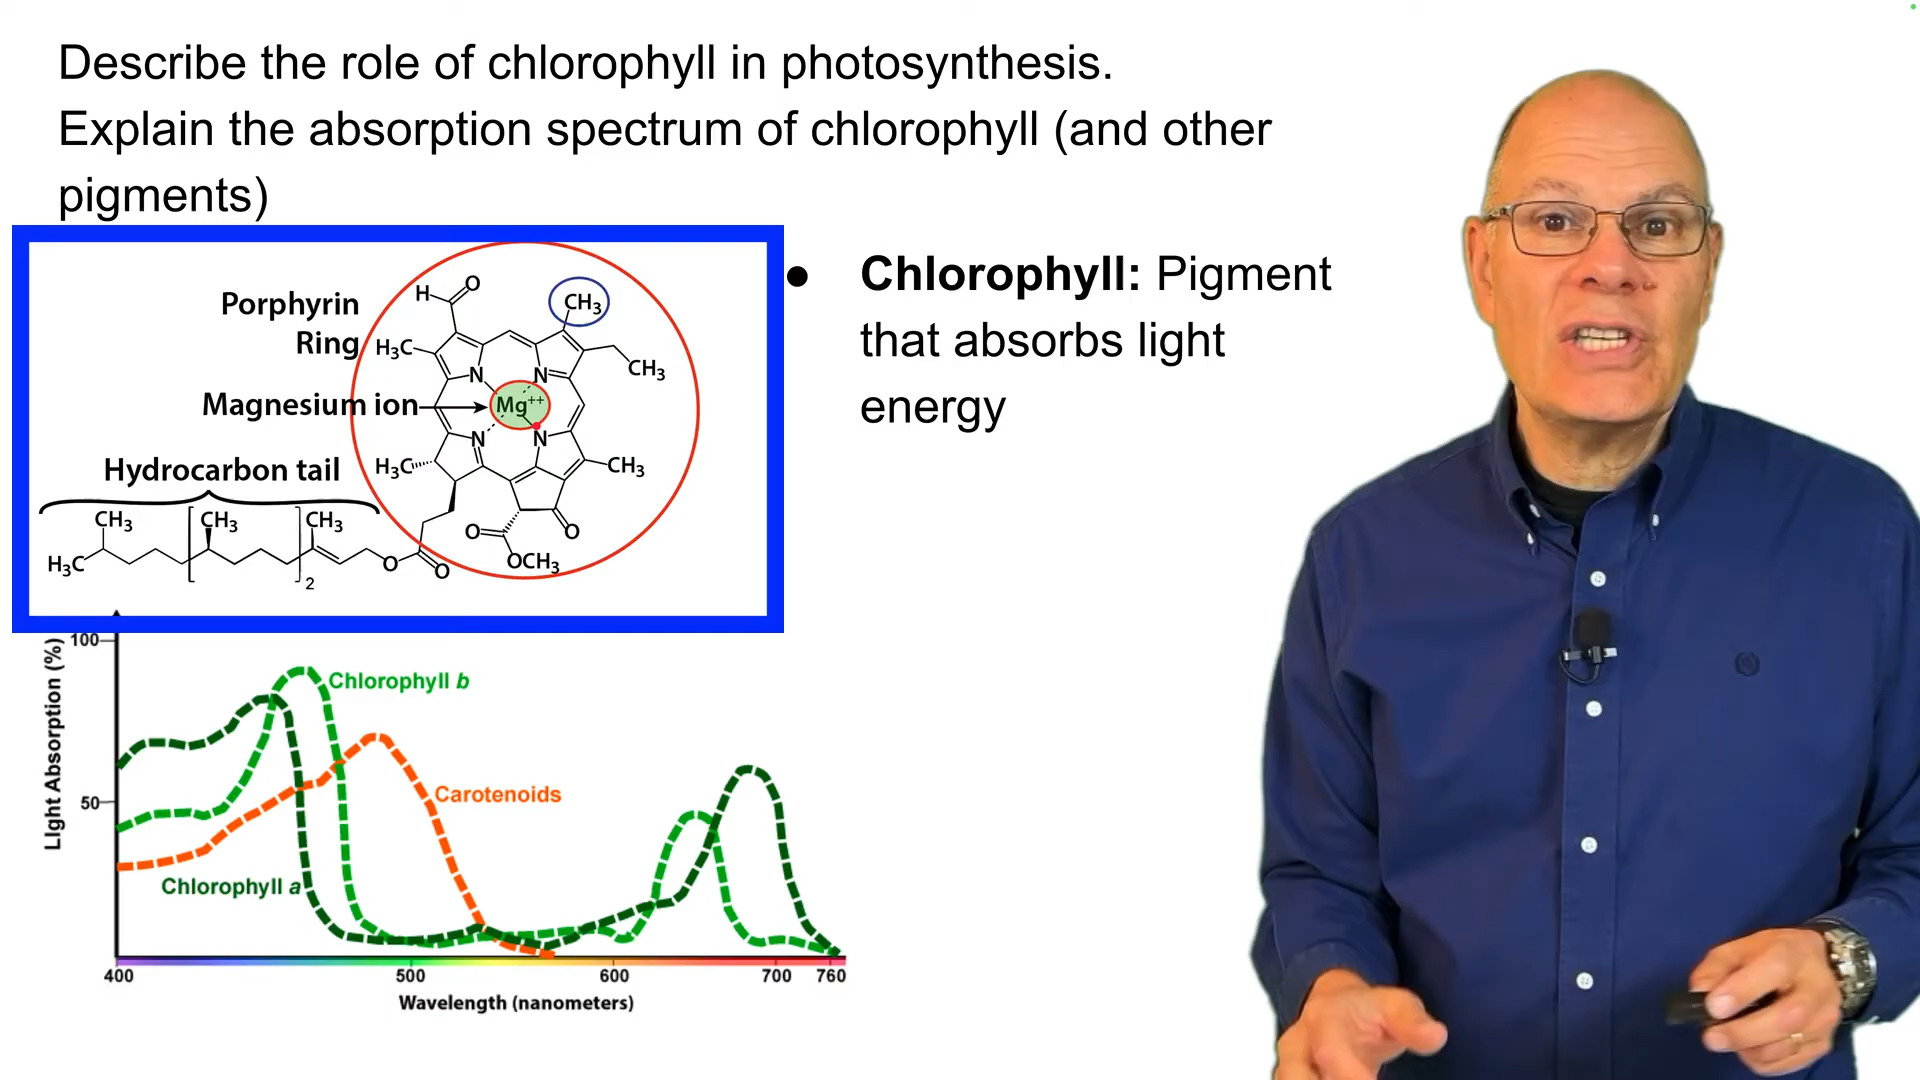 Describe the role of chlorophyll in photosynthesis.
Explain the absorption spectrum of chlorophyll (and other
pigments)
Porphyrin
Ring
Magnesium ion
Hydrocarbon tail
H
O
CH3
H3C
CH3
N
N
Mg++
N
N
H3C
CH3
O
O
OCH3
CH3
CH3
CH3
H3C
2
O
O
● Chlorophyll: Pigment
that absorbs light
energy
LIght Absorption (%)
100
50
Chlorophyll b
Carotenoids
Chlorophyll a
400
500
600
700
760
Wavelength (nanometers)